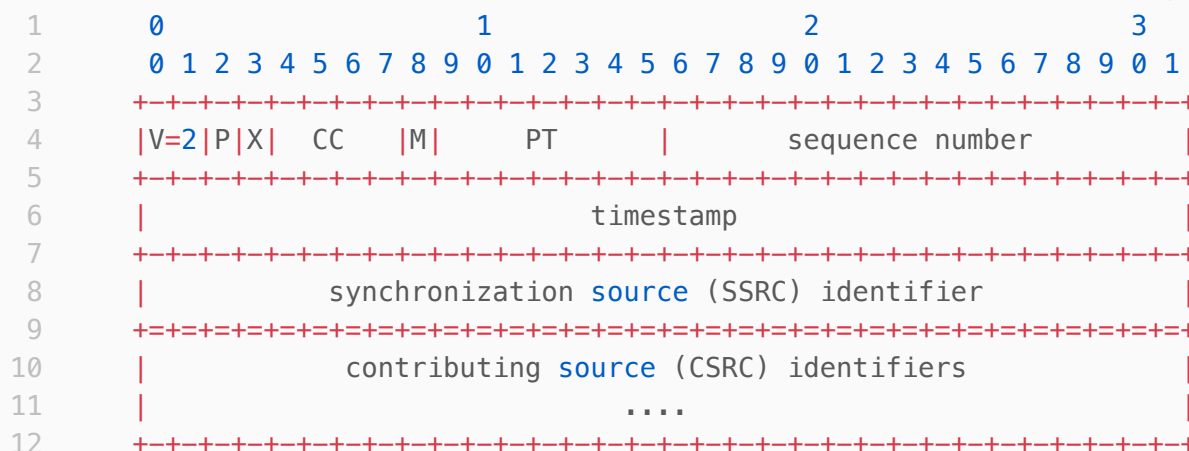 1 0                   1                   2                   3
2 0 1 2 3 4 5 6 7 8 9 0 1 2 3 4 5 6 7 8 9 0 1 2 3 4 5 6 7 8 9 0 1
3 +-+-+-+-+-+-+-+-+-+-+-+-+-+-+-+-+-+-+-+-+-+-+-+-+-+-+-+-+-+-+-+-+
4 |V=2|P|X|  CC   |M|     PT      |       sequence number         |
5 +-+-+-+-+-+-+-+-+-+-+-+-+-+-+-+-+-+-+-+-+-+-+-+-+-+-+-+-+-+-+-+-+
6 |                           timestamp                           |
7 +-+-+-+-+-+-+-+-+-+-+-+-+-+-+-+-+-+-+-+-+-+-+-+-+-+-+-+-+-+-+-+-+
8 |           synchronization source (SSRC) identifier            |
9 +=+=+=+=+=+=+=+=+=+=+=+=+=+=+=+=+=+=+=+=+=+=+=+=+=+=+=+=+=+=+=+=+
10 |            contributing source (CSRC) identifiers             |
11 |                             ....                              |
12 +-+-+-+-+-+-+-+-+-+-+-+-+-+-+-+-+-+-+-+-+-+-+-+-+-+-+-+-+-+-+-+-+